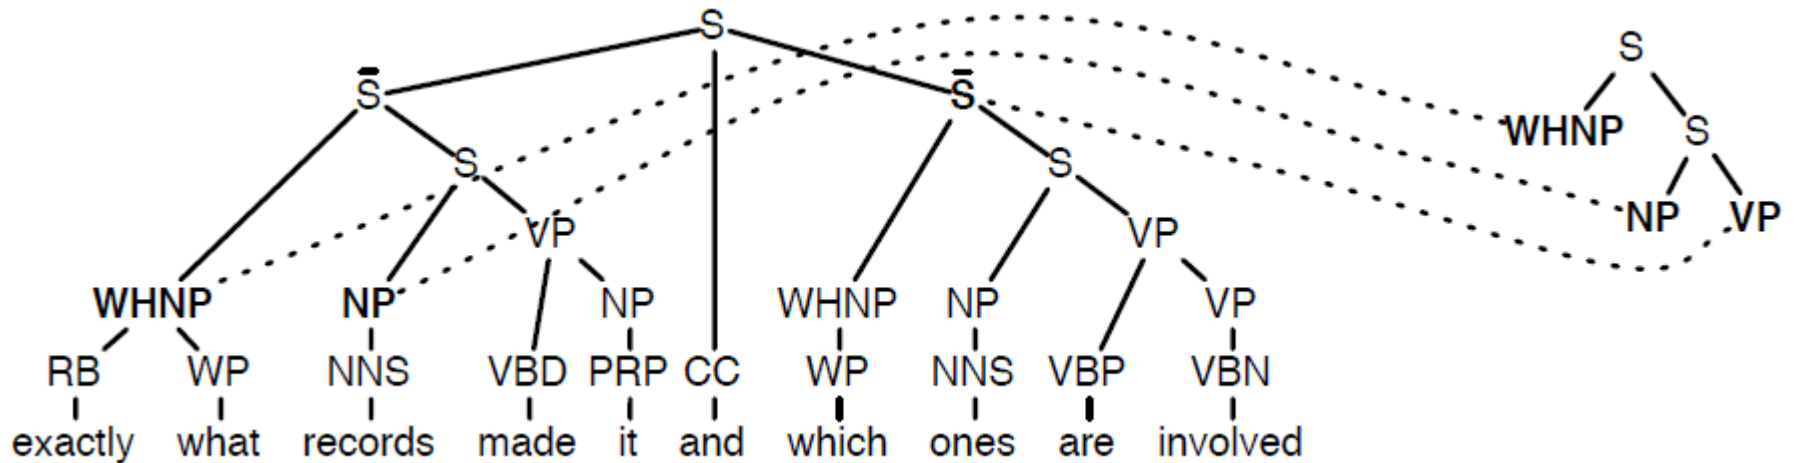 S
S
S̄ S̄
WHNP S
S S
NP VP
VP VP
WHNP NP NP WHNP NP VP
RB WP NNS VBD PRP CC WP NNS VBP VBN
exactly what records made it and which ones are involved